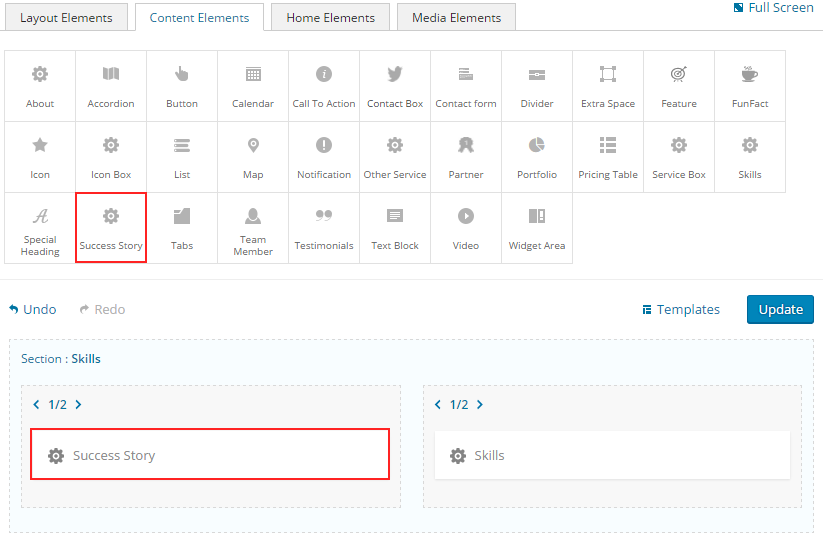 Layout Elements
Content Elements
Home Elements
Media Elements
Full Screen
About
Accordion
Button
Calendar
Call To Action
Contact Box
Contact form
Divider
Extra Space
Feature
FunFact
Icon
Icon Box
List
Map
Notification
Other Service
Partner
Portfolio
Pricing Table
Service Box
Skills
Special
Heading
Success Story
Tabs
Team
Member
Testimonials
Text Block
Video
Widget Area
Undo
Redo
Templates
Update
Section : Skills
1/2
1/2
Success Story
Skills